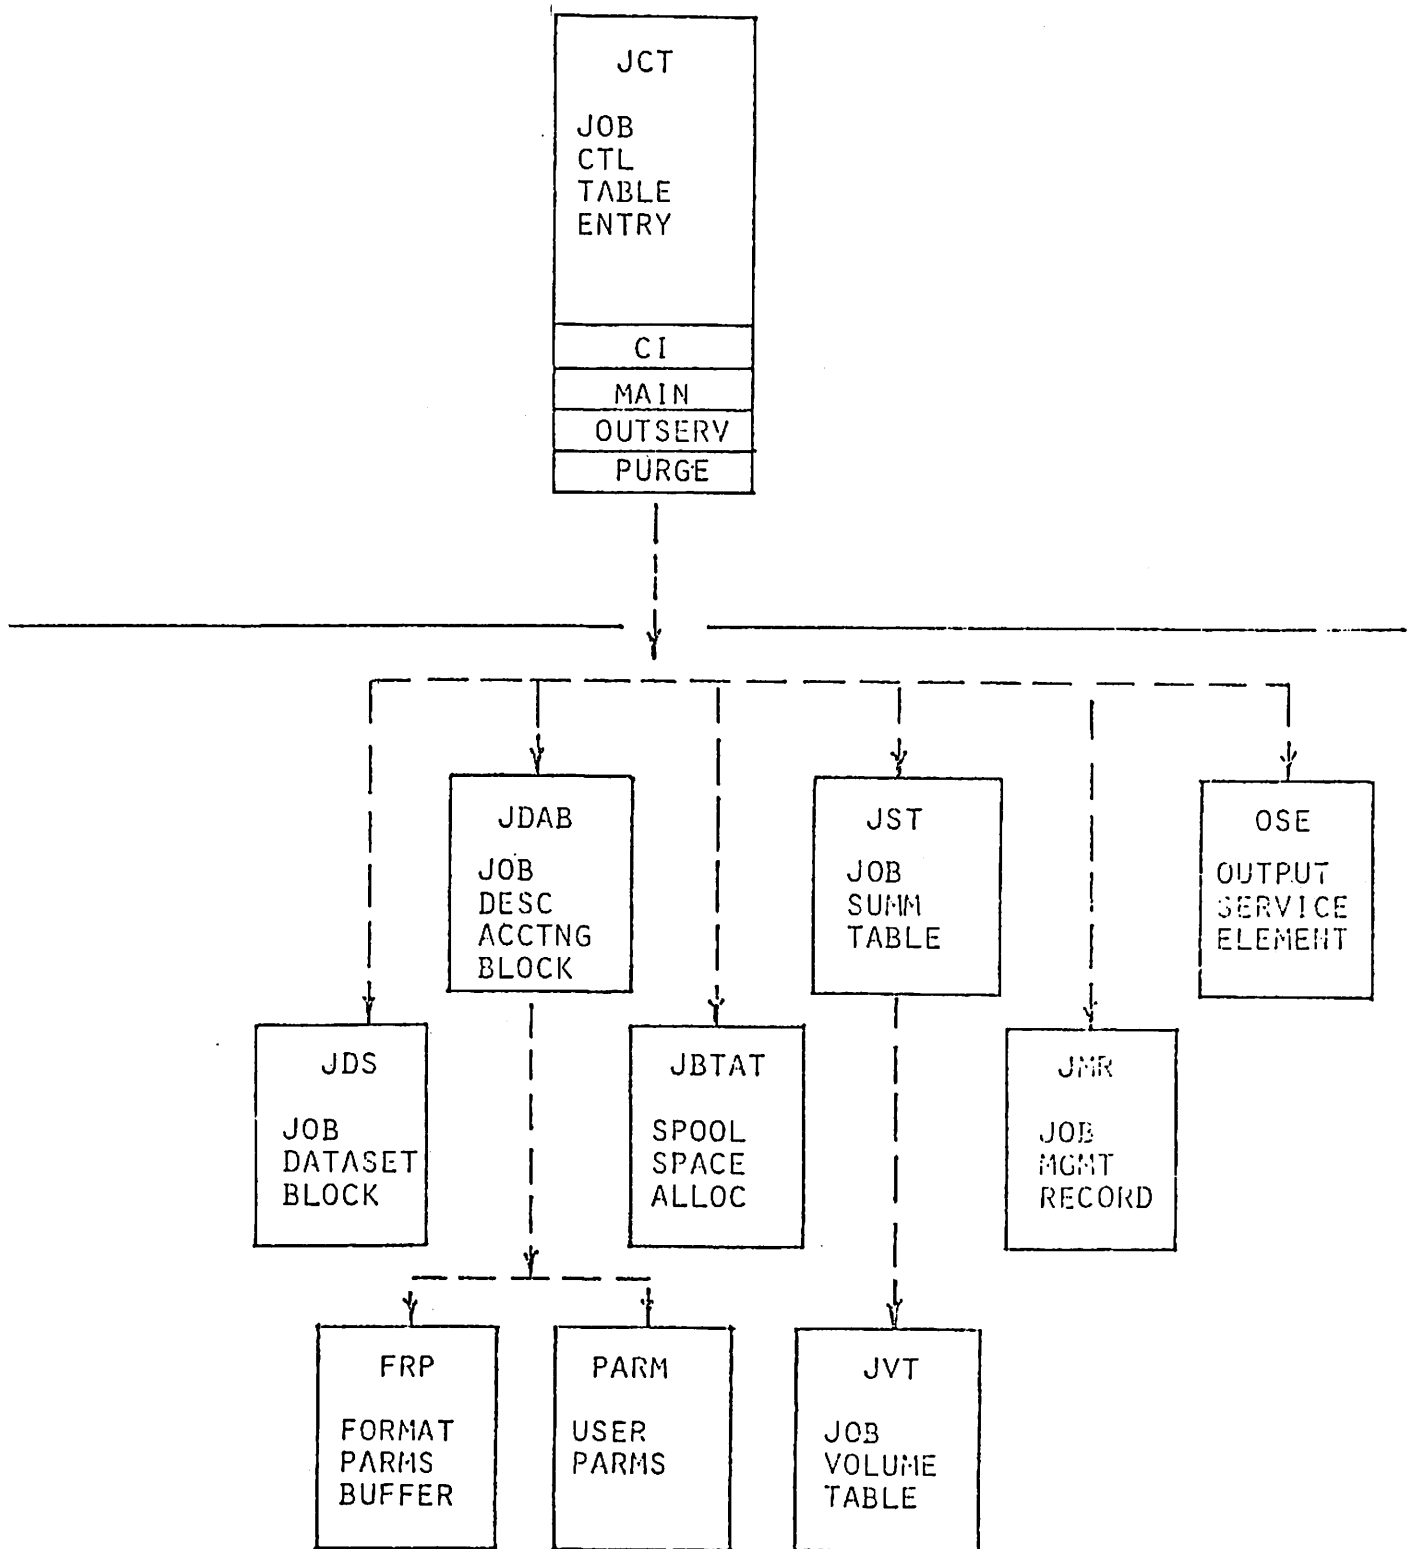 JCT
JOB
CTL
TABLE
ENTRY
CI
MAIN
OUTSERV
PURGE
JDAB
JOB
DESC
ACCTNG
BLOCK
JST
JOB
SUMM
TABLE
OSE
OUTPUT
SERVICE
ELEMENT
JDS
JOB
DATASET
BLOCK
JBTAT
SPOOL
SPACE
ALLOC
JMR
JOB
MGMT
RECORD
FRP
FORMAT
PARMS
BUFFER
PARM
USER
PARMS
JVT
JOB
VOLUME
TABLE